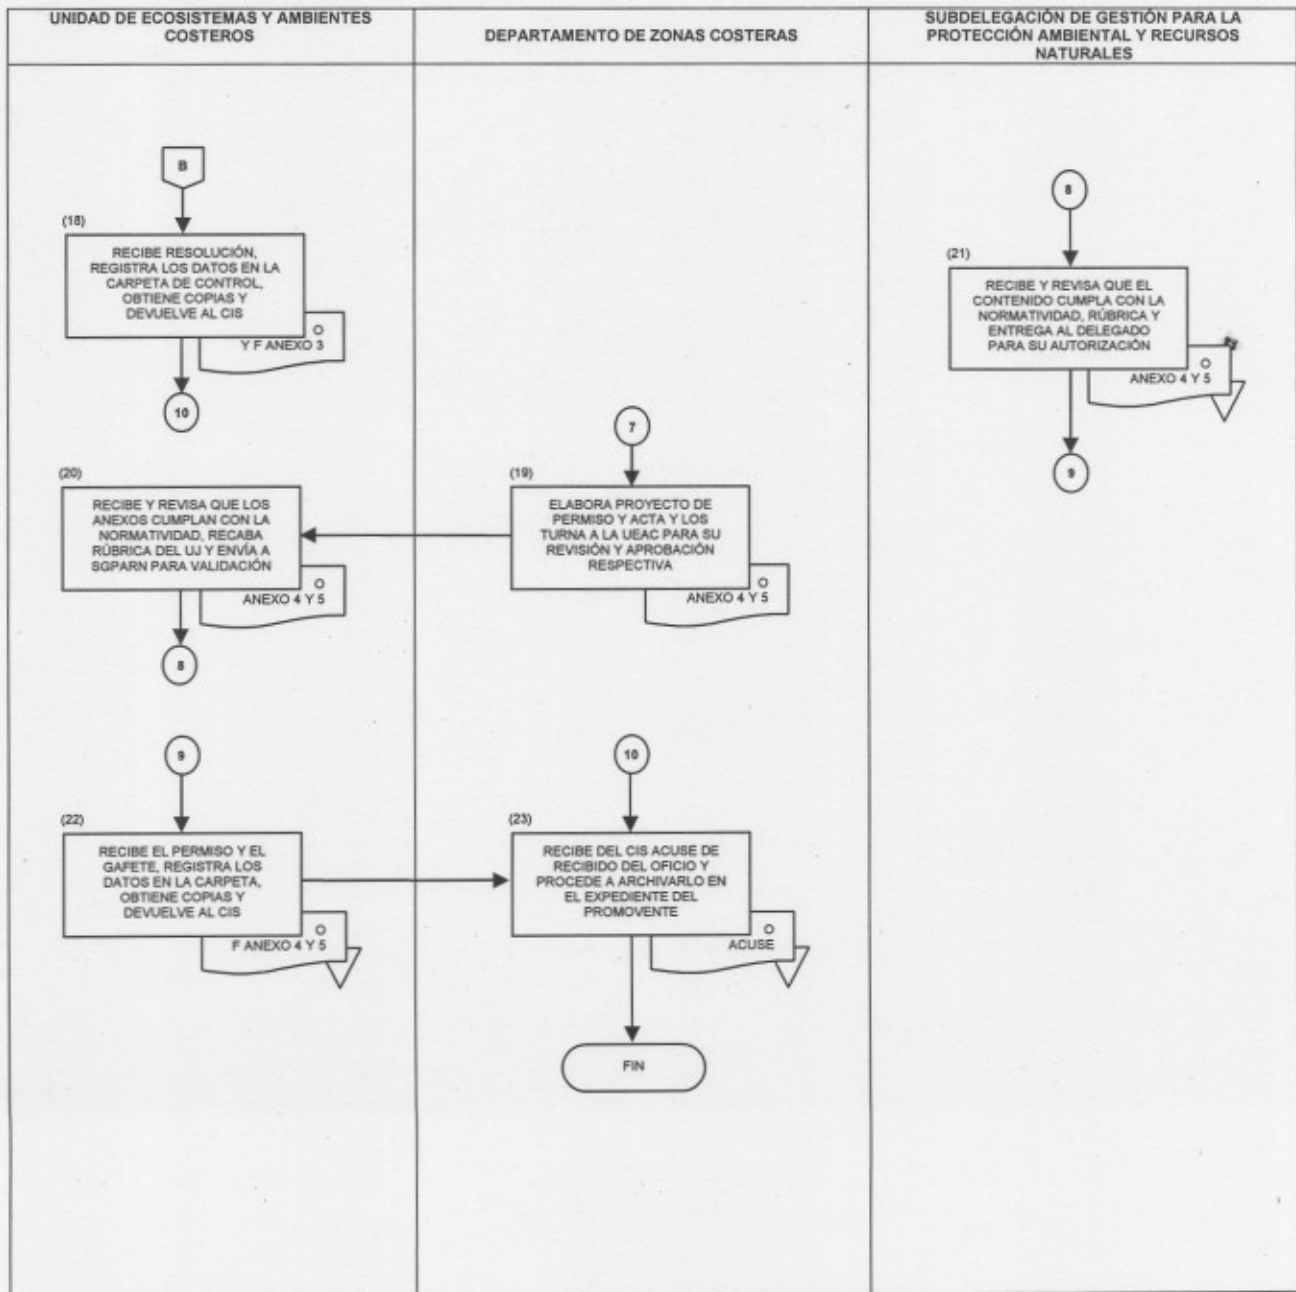 UNIDAD DE ECOSISTEMAS Y AMBIENTES
COSTEROS
DEPARTAMENTO DE ZONAS COSTERAS
SUBDELEGACIÓN DE GESTIÓN PARA LA
PROTECCIÓN AMBIENTAL Y RECURSOS
NATURALES
B
(18)
RECIBE RESOLUCIÓN,
REGISTRA LOS DATOS EN LA
CARPETA DE CONTROL,
OBTIENE COPIAS Y
DEVUELVE AL CIS
O
Y F ANEXO 3
10
8
(21)
RECIBE Y REVISA QUE EL
CONTENIDO CUMPLA CON LA
NORMATIVIDAD, RÚBRICA Y
ENTREGA AL DELEGADO
PARA SU AUTORIZACIÓN
O
ANEXO 4 Y 5
9
7
(19)
ELABORA PROYECTO DE
PERMISO Y ACTA Y LOS
TURNA A LA UEAC PARA SU
REVISIÓN Y APROBACIÓN
RESPECTIVA
O
ANEXO 4 Y 5
(20)
RECIBE Y REVISA QUE LOS
ANEXOS CUMPLAN CON LA
NORMATIVIDAD, RECABA
RÚBRICA DEL UJ Y ENVÍA A
SGPARN PARA VALIDACIÓN
O
ANEXO 4 Y 5
8
9
(22)
RECIBE EL PERMISO Y EL
GAFETE, REGISTRA LOS
DATOS EN LA CARPETA,
OBTIENE COPIAS Y
DEVUELVE AL CIS
O
F ANEXO 4 Y 5
10
(23)
RECIBE DEL CIS ACUSE DE
RECIBIDO DEL OFICIO Y
PROCEDE A ARCHIVARLO EN
EL EXPEDIENTE DEL
PROMOVENTE
O
ACUSE
FIN